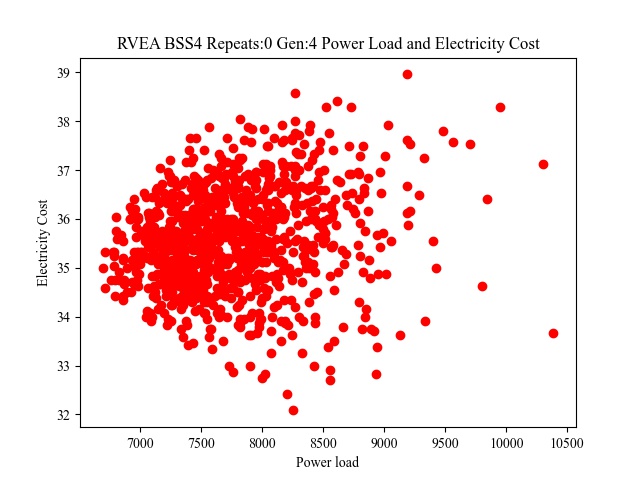 RVEA BSS4 Repeats:0 Gen:4 Power Load and Electricity Cost
39
38
37
36
35
34
33
32
Electricity Cost
7000 7500 8000 8500 9000 9500 10000 10500
Power load